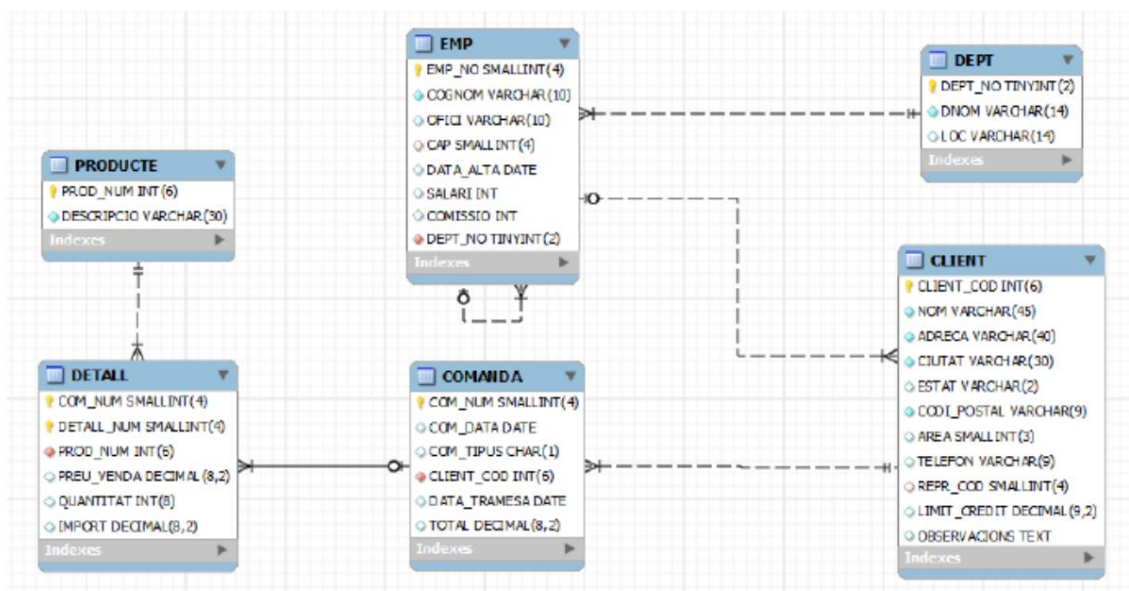 EMP
EMP_NO SMALLINT(4)
COGNOM VARCHAR(10)
OFICI VARCHAR(10)
CAP SMALLINT(4)
DATA_ALTA DATE
SALARI INT
COMISSIO INT
DEPT_NO TINYINT(2)
Indexes
DEPT
DEPT_NO TINYINT(2)
DNOM VARCHAR(14)
LOC VARCHAR(14)
Indexes
PRODUCTE
PROD_NUM INT(6)
DESCRIPCIO VARCHAR(30)
Indexes
CLIENT
CLIENT_COD INT(6)
NOM VARCHAR(45)
ADRECA VARCHAR(40)
CIUTAT VARCHAR(30)
ESTAT VARCHAR(2)
CODI_POSTAL VARCHAR(9)
AREA SMALLINT(3)
TELEFON VARCHAR(9)
REPR_COD SMALLINT(4)
LIMIT_CREDIT DECIMAL(9,2)
OBSERVACIONS TEXT
Indexes
DETALL
COM_NUM SMALLINT(4)
DETALL_NUM SMALLINT(4)
PROD_NUM INT(6)
PREU_VENDA DECIMAL(8,2)
QUANTITAT INT(8)
IMPORT DECIMAL(8,2)
Indexes
COMANDA
COM_NUM SMALLINT(4)
COM_DATA DATE
COM_TIPUS CHAR(1)
CLIENT_COD INT(6)
DATA_TRAMESA DATE
TOTAL DECIMAL(8,2)
Indexes